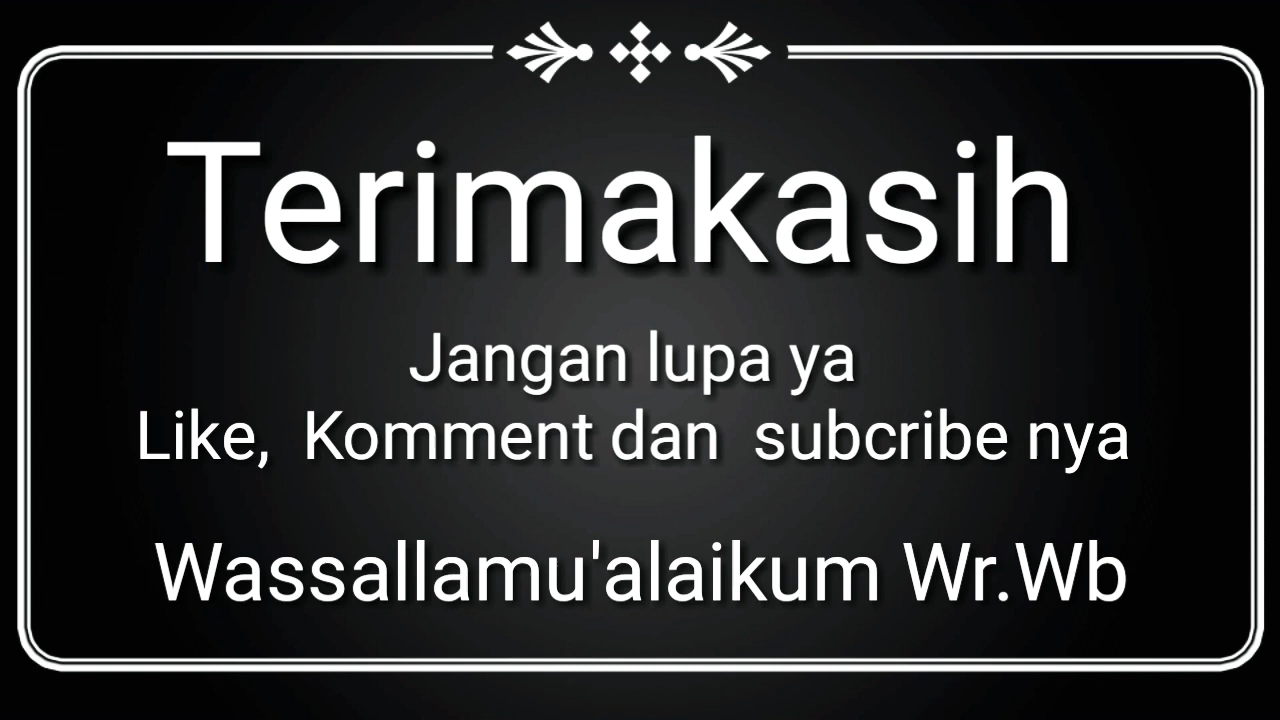 Terimakasih
Jangan lupa ya
Like, Komment dan subcribe nya
Wassallamu'alaikum Wr.Wb